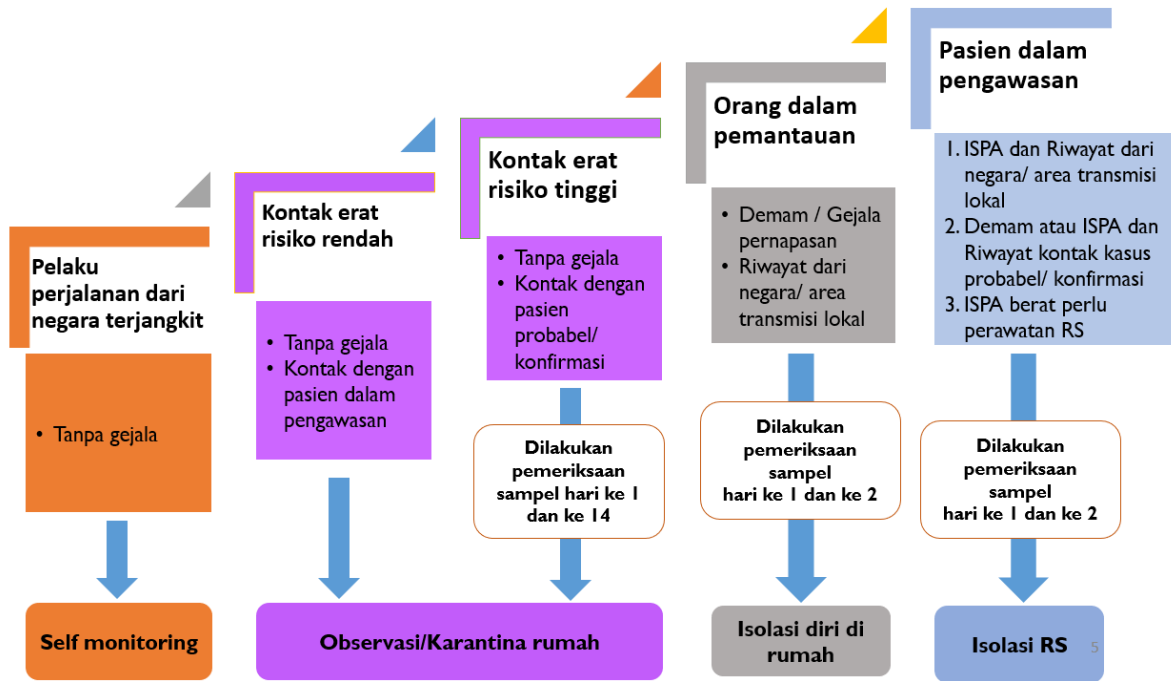 Pelaku
perjalanan dari
negara terjangkit
• Tanpa gejala
Self monitoring
Kontak erat
risiko rendah
• Tanpa gejala
• Kontak dengan
pasien dalam
pengawasan
Kontak erat
risiko tinggi
• Tanpa gejala
• Kontak dengan
pasien
probabel/
konfirmasi
Dilakukan
pemeriksaan
sampel hari ke 1
dan ke 14
Observasi/Karantina rumah
Orang dalam
pemantauan
• Demam / Gejala
pernapasan
• Riwayat dari
negara/ area
transmisi lokal
Dilakukan
pemeriksaan
sampel
hari ke 1 dan ke 2
Isolasi diri di
rumah
Pasien dalam
pengawasan
1. ISPA dan Riwayat dari
negara/ area transmisi
lokal
2. Demam atau ISPA dan
Riwayat kontak kasus
probabel/ konfirmasi
3. ISPA berat perlu
perawatan RS
Dilakukan
pemeriksaan
sampel
hari ke 1 dan ke 2
Isolasi RS
5